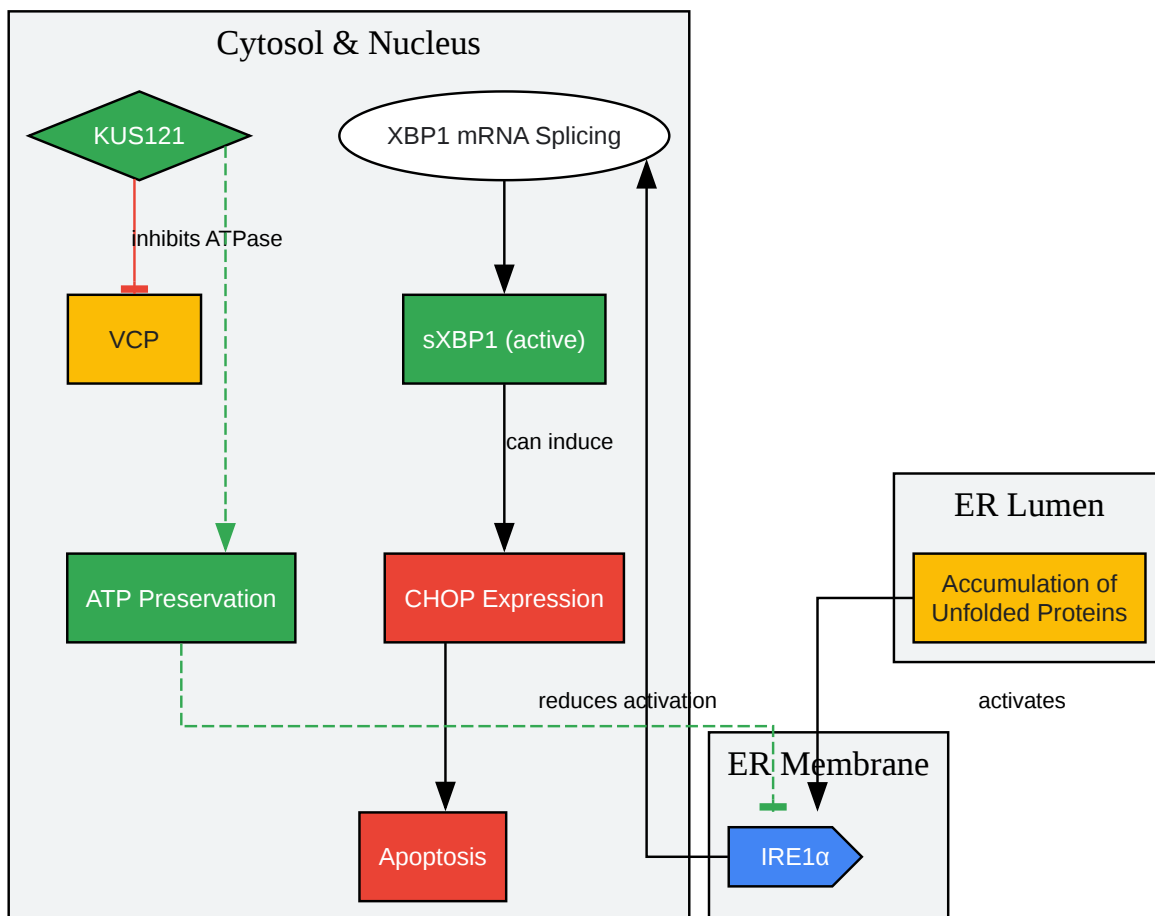 Cytosol & Nucleus
KUS121
XBP1 mRNA Splicing
inhibits ATPase
VCP
sXBP1 (active)
can induce
ER Lumen
Accumulation of
Unfolded Proteins
ATP Preservation
CHOP Expression
reduces activation
activates
ER Membrane
Apoptosis
IRE1α